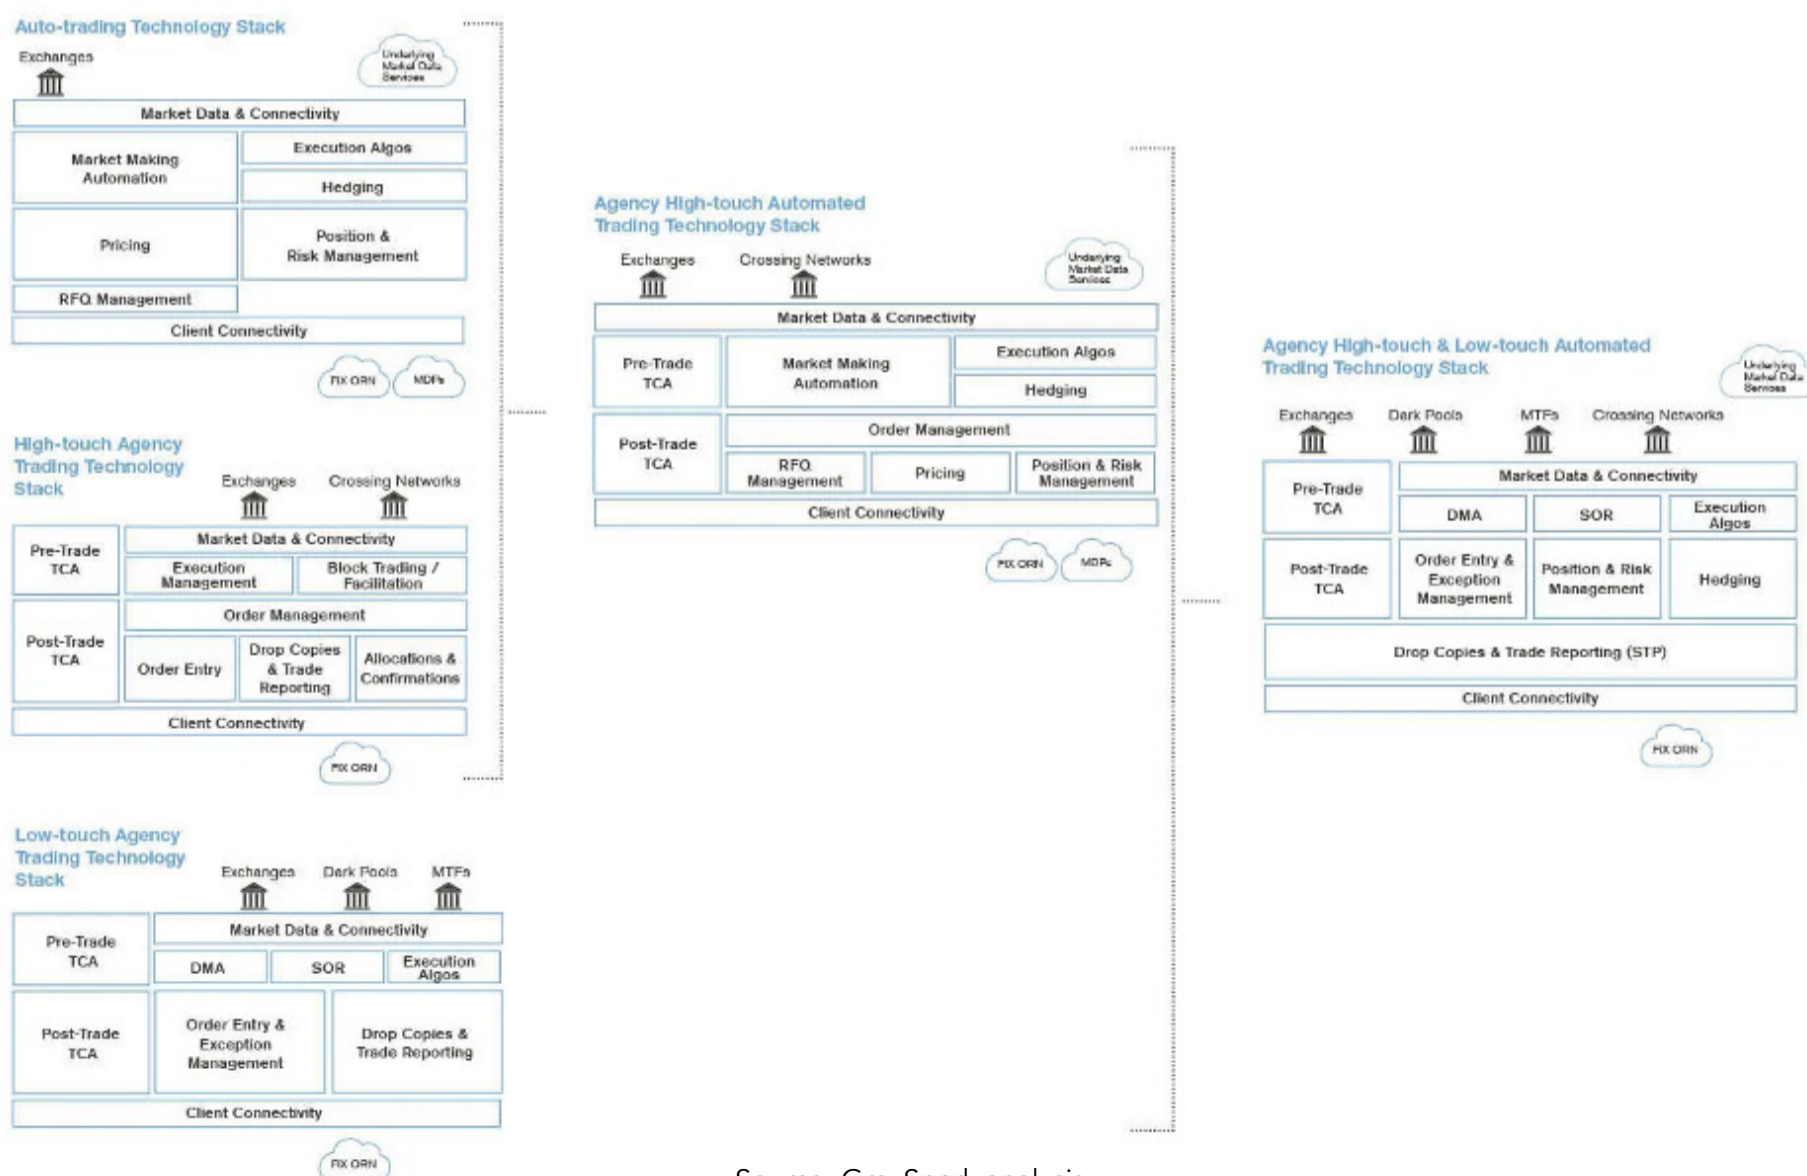 Auto-trading Technology Stack
Exchanges
Underlying
Market Data
Services
Market Data & Connectivity
Market Making
Automation
Execution Algos
Hedging
Pricing
Position &
Risk Management
RFQ Management
Client Connectivity
FIX ORN
MDPs
High-touch Agency
Trading Technology
Stack
Exchanges
Crossing Networks
Pre-Trade
TCA
Market Data & Connectivity
Execution
Management
Block Trading /
Facilitation
Post-Trade
TCA
Order Management
Order Entry
Drop Copies
& Trade
Reporting
Allocations &
Confirmations
Client Connectivity
FIX ORN
Low-touch Agency
Trading Technology
Stack
Exchanges
Dark Pools
MTFs
Pre-Trade
TCA
Market Data & Connectivity
DMA
SOR
Execution
Algos
Post-Trade
TCA
Order Entry &
Exception
Management
Drop Copies &
Trade Reporting
Client Connectivity
FIX ORN
Agency High-touch Automated
Trading Technology Stack
Exchanges
Crossing Networks
Underlying
Market Data
Services
Market Data & Connectivity
Pre-Trade
TCA
Market Making
Automation
Execution Algos
Hedging
Post-Trade
TCA
Order Management
RFQ
Management
Pricing
Position & Risk
Management
Client Connectivity
FIX ORN
MDPs
Agency High-touch & Low-touch Automated
Trading Technology Stack
Underlying
Market Data
Services
Exchanges
Dark Pools
MTFs
Crossing Networks
Pre-Trade
TCA
Market Data & Connectivity
DMA
SOR
Execution
Algos
Post-Trade
TCA
Order Entry &
Exception
Management
Position & Risk
Management
Hedging
Drop Copies & Trade Reporting (STP)
Client Connectivity
FIX ORN